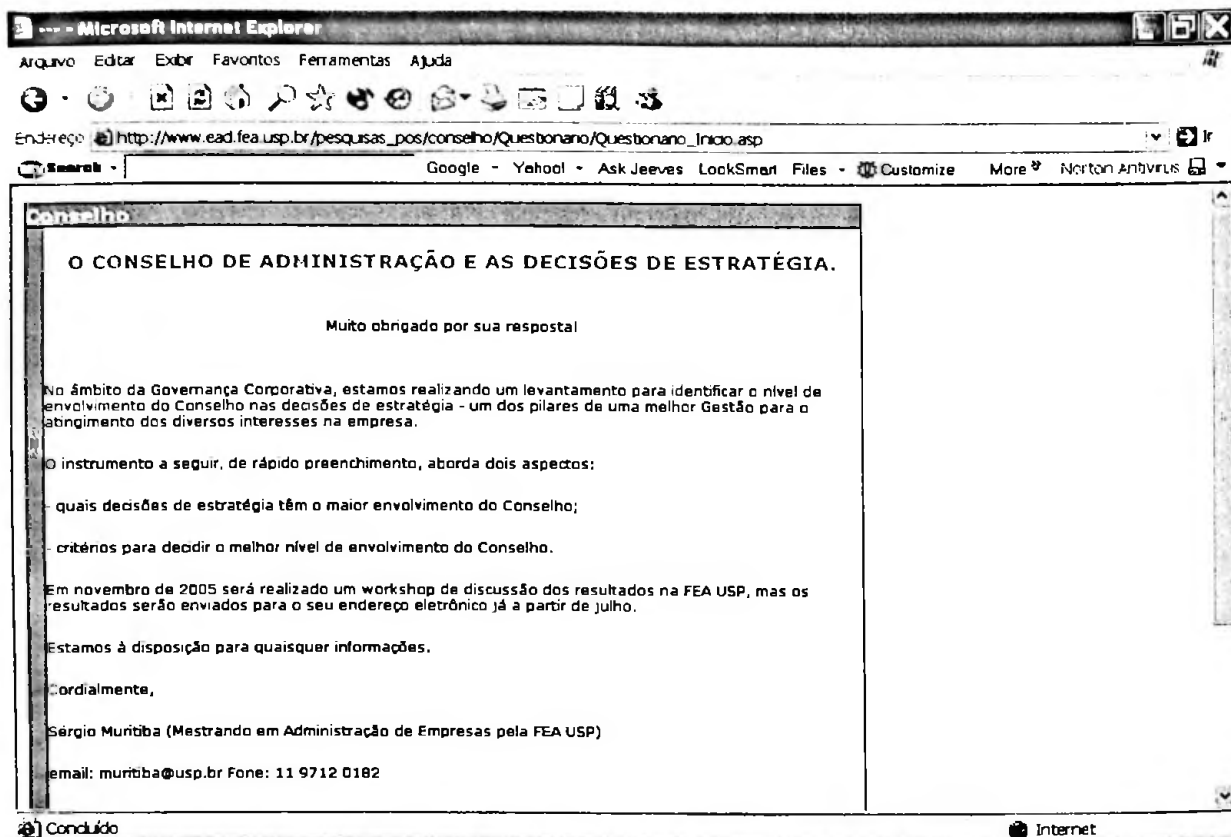 --- - Microsoft Internet Explorer
Arquivo Editar Exibir Favoritos Ferramentas Ajuda
Endereço http://www.ead.fea.usp.br/pesquisas_pos/conselho/Questionario/Questionario_Inicio.asp Ir
Search Google - Yahoo! - Ask Jeeves LookSmart Files - Customize More Norton Antivirus
Conselho
O CONSELHO DE ADMINISTRAÇÃO E AS DECISÕES DE ESTRATÉGIA.
Muito obrigado por sua resposta!
No âmbito da Governança Corporativa, estamos realizando um levantamento para identificar o nível de
envolvimento do Conselho nas decisões de estratégia - um dos pilares de uma melhor Gestão para o
atingimento dos diversos interesses na empresa.
O instrumento a seguir, de rápido preenchimento, aborda dois aspectos:
- quais decisões de estratégia têm o maior envolvimento do Conselho;
- critérios para decidir o melhor nível de envolvimento do Conselho.
Em novembro de 2005 será realizado um workshop de discussão dos resultados na FEA USP, mas os
resultados serão enviados para o seu endereço eletrônico já a partir de julho.
Estamos à disposição para quaisquer informações.
Cordialmente,
Sérgio Muritiba (Mestrando em Administração de Empresas pela FEA USP)
email: muritiba@usp.br Fone: 11 9712 0182
Concluído Internet